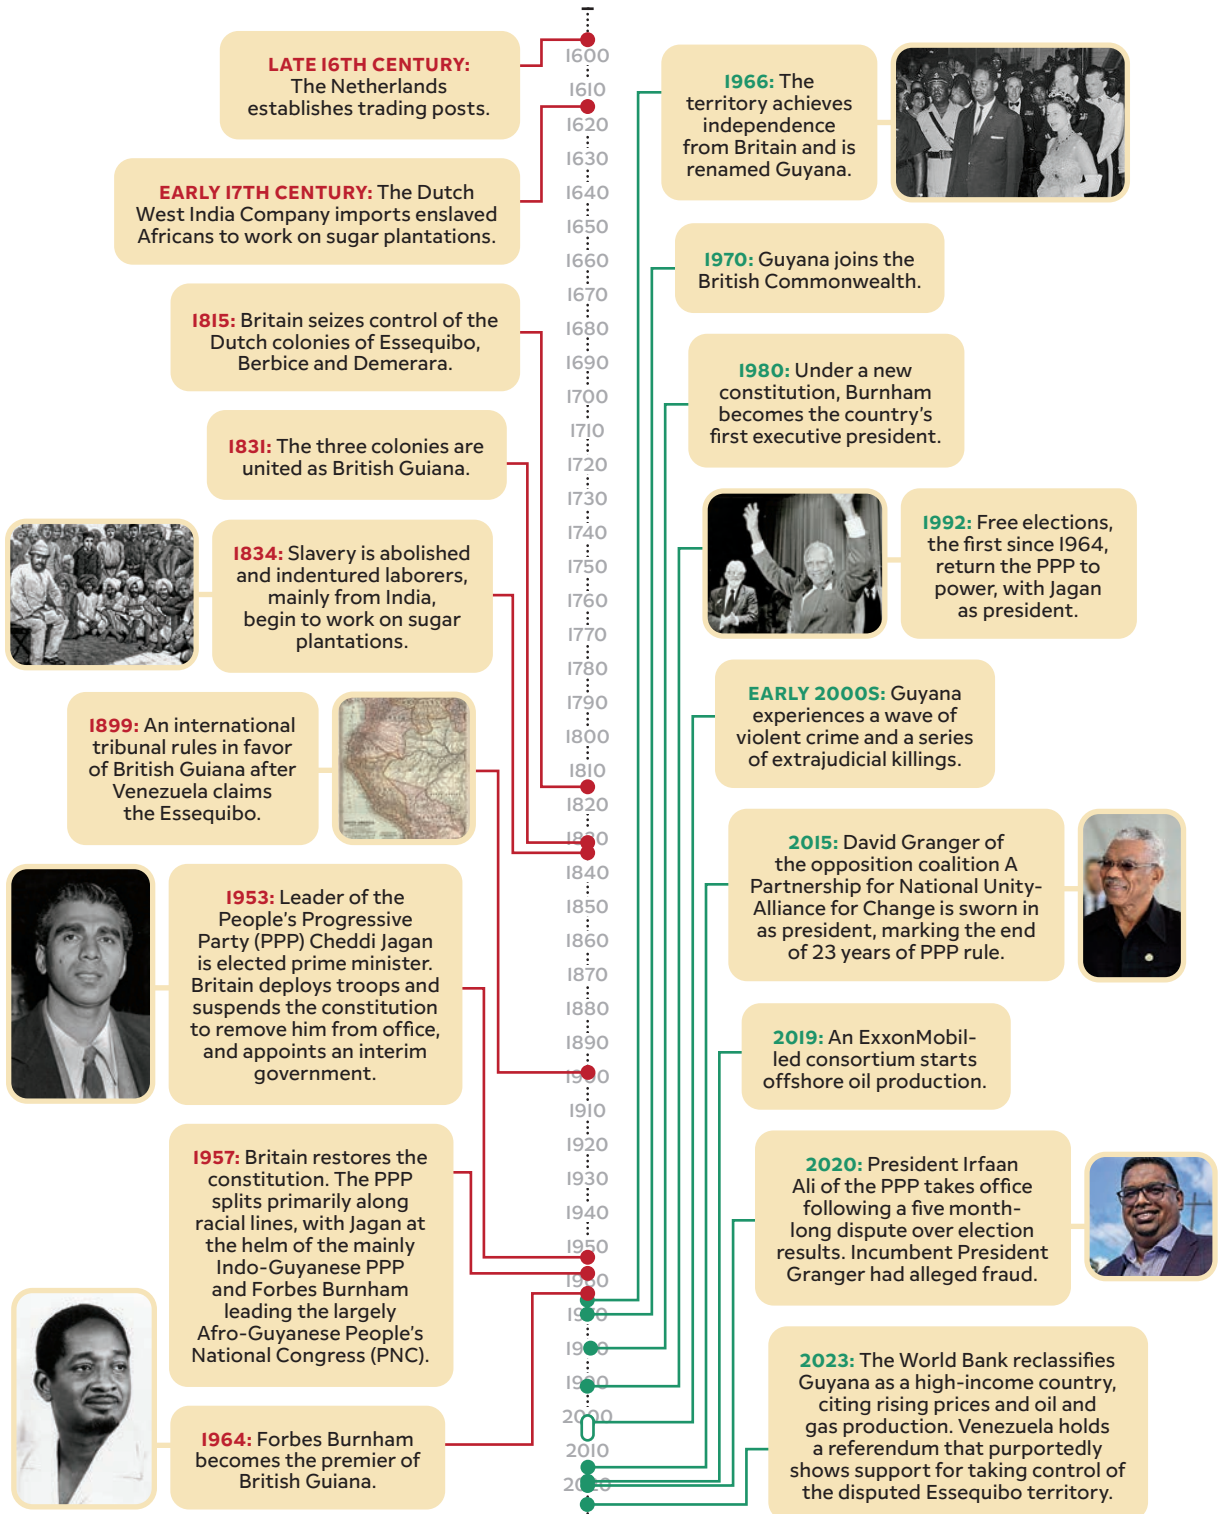 LATE 16TH CENTURY:
The Netherlands
establishes trading posts.
EARLY 17TH CENTURY: The Dutch
West India Company imports enslaved
Africans to work on sugar plantations.
1815: Britain seizes control of the
Dutch colonies of Essequibo,
Berbice and Demerara.
1831: The three colonies are
united as British Guiana.
1834: Slavery is abolished
and indentured laborers,
mainly from India,
begin to work on sugar
plantations.
1899: An international
tribunal rules in favor
of British Guiana after
Venezuela claims
the Essequibo.
1953: Leader of the
People's Progressive
Party (PPP) Cheddi Jagan
is elected prime minister.
Britain deploys troops and
suspends the constitution
to remove him from office,
and appoints an interim
government.
1957: Britain restores the
constitution. The PPP
splits primarily along
racial lines, with Jagan at
the helm of the mainly
Indo-Guyanese PPP
and Forbes Burnham
leading the largely
Afro-Guyanese People's
National Congress (PNC).
1964: Forbes Burnham
becomes the premier of
British Guiana.
1600
1610
1620
1630
1640
1650
1660
1670
1680
1690
1700
1710
1720
1730
1740
1750
1760
1770
1780
1790
1800
1810
1820
1830
1840
1850
1860
1870
1880
1890
1900
1910
1920
1930
1940
1950
1960
1970
1980
1990
2000
2010
2020
1966: The
territory achieves
independence
from Britain and is
renamed Guyana.
1970: Guyana joins the
British Commonwealth.
1980: Under a new
constitution, Burnham
becomes the country's
first executive president.
1992: Free elections,
the first since 1964,
return the PPP to
power, with Jagan
as president.
EARLY 2000S: Guyana
experiences a wave of
violent crime and a series
of extrajudicial killings.
2015: David Granger of
the opposition coalition A
Partnership for National Unity-
Alliance for Change is sworn in
as president, marking the end
of 23 years of PPP rule.
2019: An ExxonMobil-
led consortium starts
offshore oil production.
2020: President Irfaan
Ali of the PPP takes office
following a five month-
long dispute over election
results. Incumbent President
Granger had alleged fraud.
2023: The World Bank reclassifies
Guyana as a high-income country,
citing rising prices and oil and
gas production. Venezuela holds
a referendum that purportedly
shows support for taking control of
the disputed Essequibo territory.